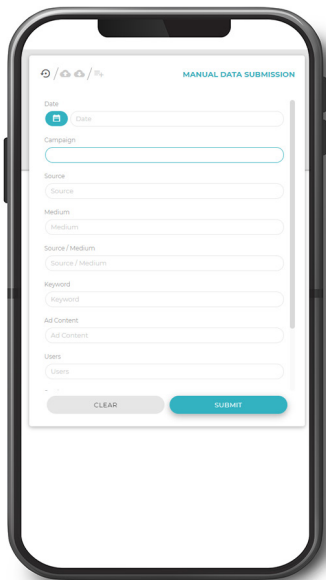 MANUAL DATA SUBMISSION
Date
Date
Campaign
Source
Source
Medium
Medium
Source / Medium
Source / Medium
Keyword
Keyword
Ad Content
Ad Content
Users
Users
CLEAR
SUBMIT